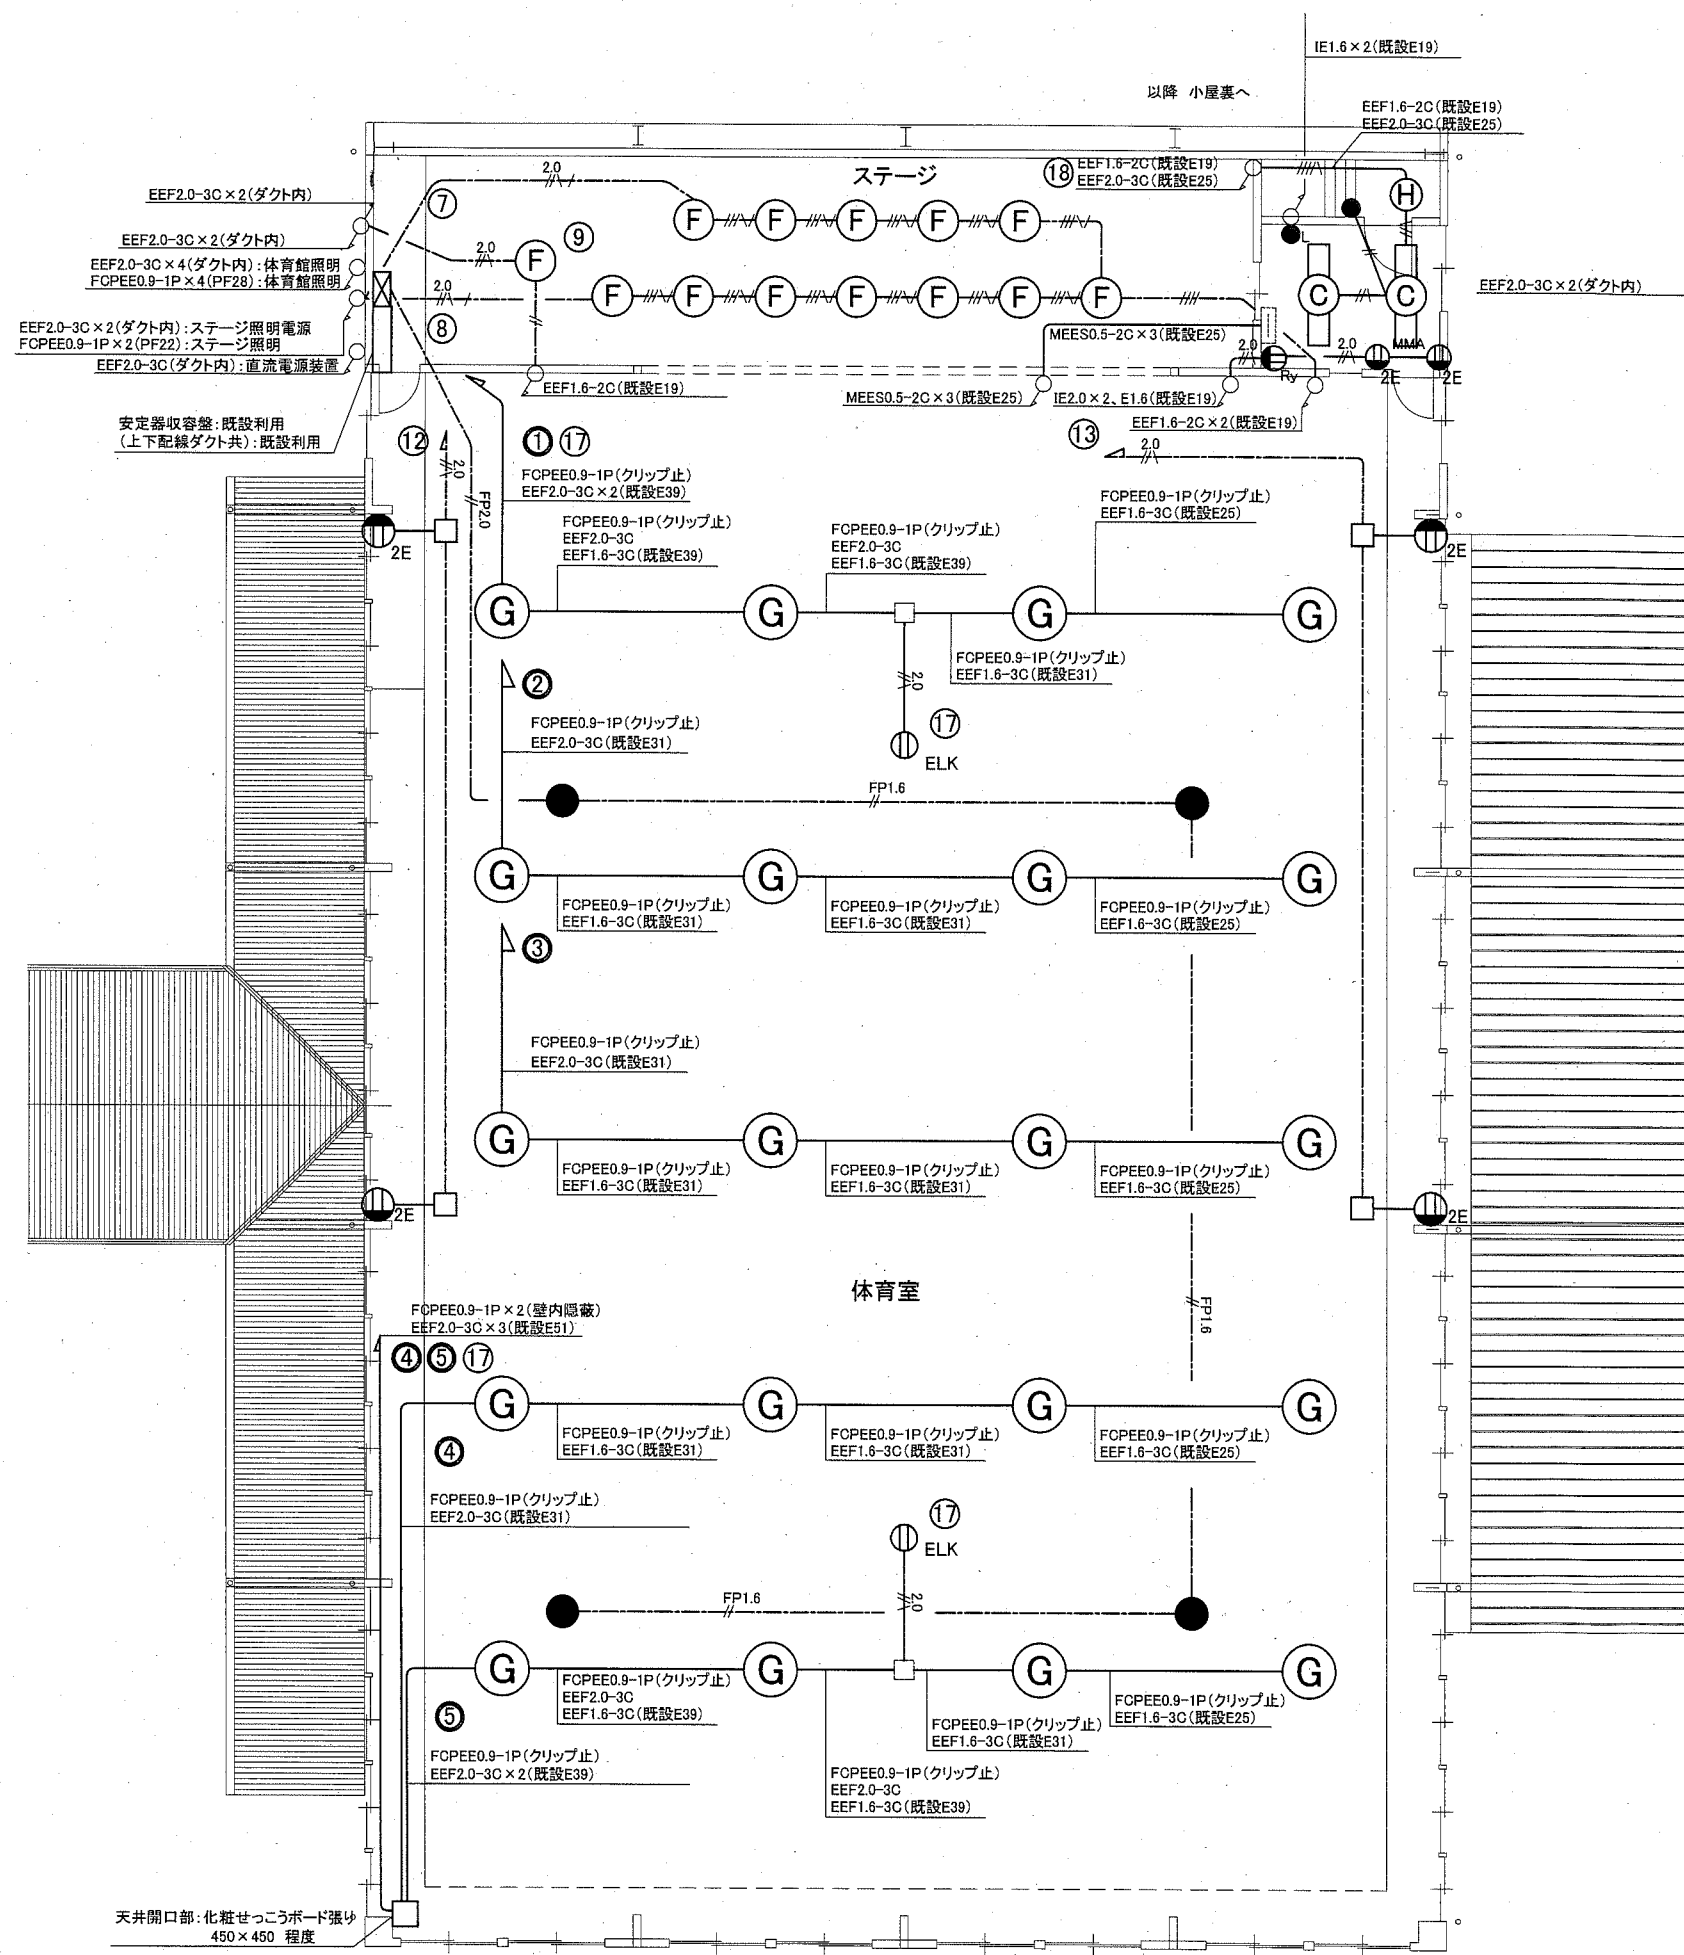 IE1.6×2(既設E19)
以降 小屋裏へ
EEF1.6-2C(既設E19)
EEF2.0-3C(既設E25)
ステージ
⑱
EEF1.6-2C(既設E19)
EEF2.0-3C(既設E25)
H
L
EEF2.0-3C×2(ダクト内)
⑦
2.0
F F F F F
EEF2.0-3C×2(ダクト内)
2.0
F
⑨
EEF2.0-3C×4(ダクト内):体育館照明
FCPEE0.9-1P×4(PF28):体育館照明
2.0
⑧
F F F F F F F
C C
EEF2.0-3C×2(ダクト内)
EEF2.0-3C×2(ダクト内):ステージ照明電源
FCPEE0.9-1P×2(PF22):ステージ照明
EEF2.0-3C(ダクト内):直流電源装置
MEES0.5-2C×3(既設E25)
2.0
Ry
2.0
MMA
2E
2E
EEF1.6-2C(既設E19)
MEES0.5-2C×3(既設E25)
IE2.0×2、E1.6(既設E19)
EEF1.6-2C×2(既設E19)
安定器収容盤:既設利用
(上下配線ダクト共):既設利用
⑫
2.0
FP2.0
① ⑰
FCPEE0.9-1P(クリップ止)
EEF2.0-3C×2(既設E39)
⑬
2.0
2E
2E
FCPEE0.9-1P(クリップ止)
EEF2.0-3C
EEF1.6-3C(既設E39)
FCPEE0.9-1P(クリップ止)
EEF2.0-3C
EEF1.6-3C(既設E39)
FCPEE0.9-1P(クリップ止)
EEF1.6-3C(既設E25)
G G G G
FCPEE0.9-1P(クリップ止)
EEF1.6-3C(既設E31)
2.0
⑰
ELK
②
FCPEE0.9-1P(クリップ止)
EEF2.0-3C(既設E31)
FP1.6
G G G G
FCPEE0.9-1P(クリップ止)
EEF1.6-3C(既設E31)
FCPEE0.9-1P(クリップ止)
EEF1.6-3C(既設E31)
FCPEE0.9-1P(クリップ止)
EEF1.6-3C(既設E25)
③
FCPEE0.9-1P(クリップ止)
EEF2.0-3C(既設E31)
G G G G
FCPEE0.9-1P(クリップ止)
EEF1.6-3C(既設E31)
FCPEE0.9-1P(クリップ止)
EEF1.6-3C(既設E31)
FCPEE0.9-1P(クリップ止)
EEF1.6-3C(既設E25)
2E
2E
体育室
FP1.6
FCPEE0.9-1P×2(壁内隠蔽)
EEF2.0-3C×3(既設E51)
④ ⑤ ⑰
G G G G
FCPEE0.9-1P(クリップ止)
EEF1.6-3C(既設E31)
FCPEE0.9-1P(クリップ止)
EEF1.6-3C(既設E31)
FCPEE0.9-1P(クリップ止)
EEF1.6-3C(既設E25)
④
FCPEE0.9-1P(クリップ止)
EEF2.0-3C(既設E31)
⑰
ELK
2.0
FP1.6
G G G G
FCPEE0.9-1P(クリップ止)
EEF2.0-3C
EEF1.6-3C(既設E39)
⑤
FCPEE0.9-1P(クリップ止)
EEF2.0-3C×2(既設E39)
FCPEE0.9-1P(クリップ止)
EEF1.6-3C(既設E25)
FCPEE0.9-1P(クリップ止)
EEF1.6-3C(既設E31)
FCPEE0.9-1P(クリップ止)
EEF2.0-3C
EEF1.6-3C(既設E39)
天井開口部:化粧せっこうボード張り
450×450 程度